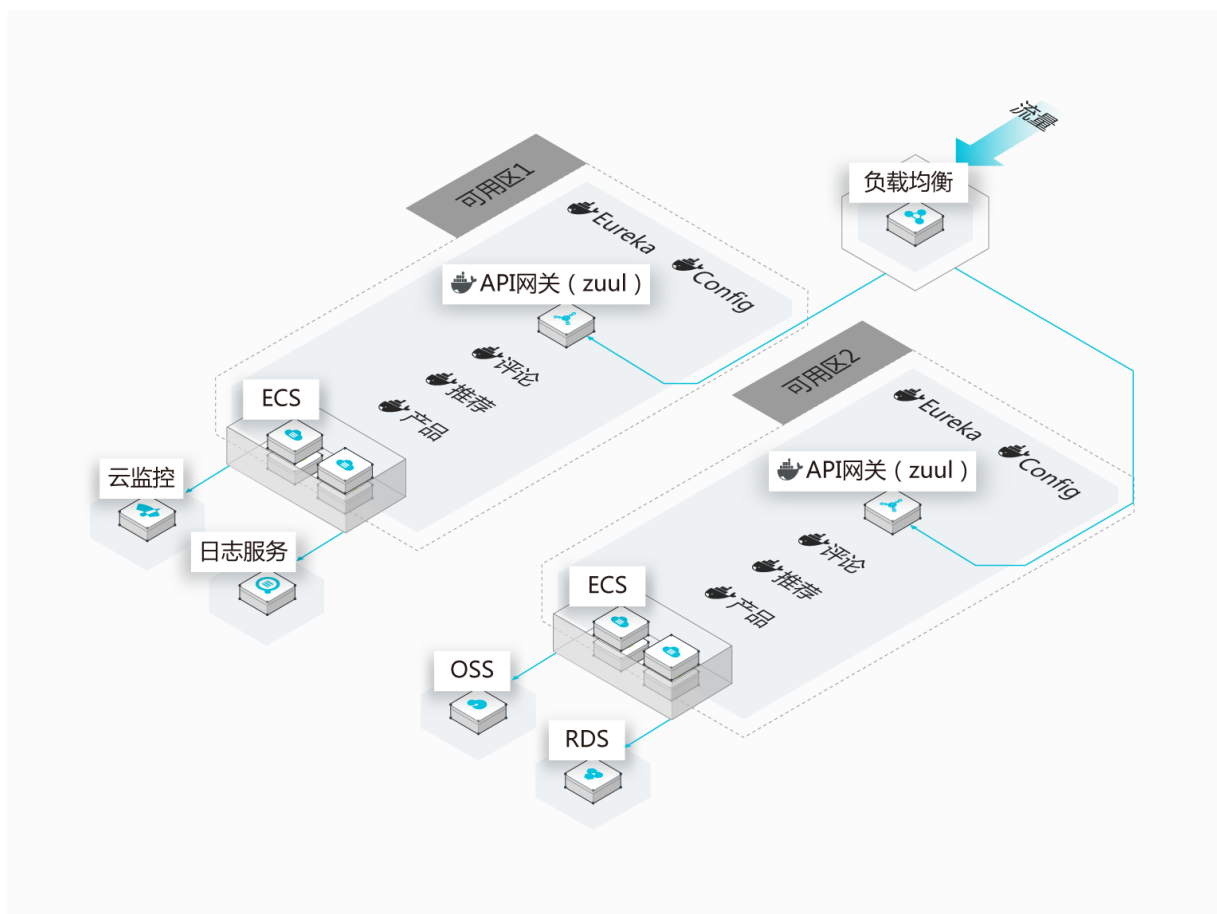 流量
负载均衡
可用区1
Eureka
Config
API网关（zuul）
评论
推荐
产品
ECS
云监控
日志服务
可用区2
Eureka
Config
API网关（zuul）
评论
推荐
产品
ECS
OSS
RDS